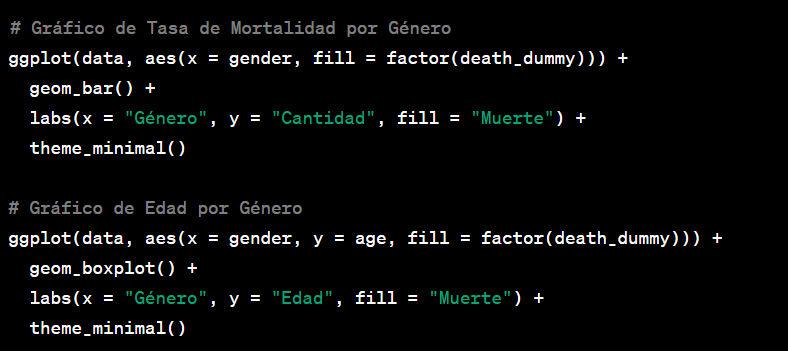 # Gráfico de Tasa de Mortalidad por Género
ggplot(data, aes(x = gender, fill = factor(death_dummy))) +
  geom_bar() +
  labs(x = "Género", y = "Cantidad", fill = "Muerte") +
  theme_minimal()

# Gráfico de Edad por Género
ggplot(data, aes(x = gender, y = age, fill = factor(death_dummy))) +
  geom_boxplot() +
  labs(x = "Género", y = "Edad", fill = "Muerte") +
  theme_minimal()